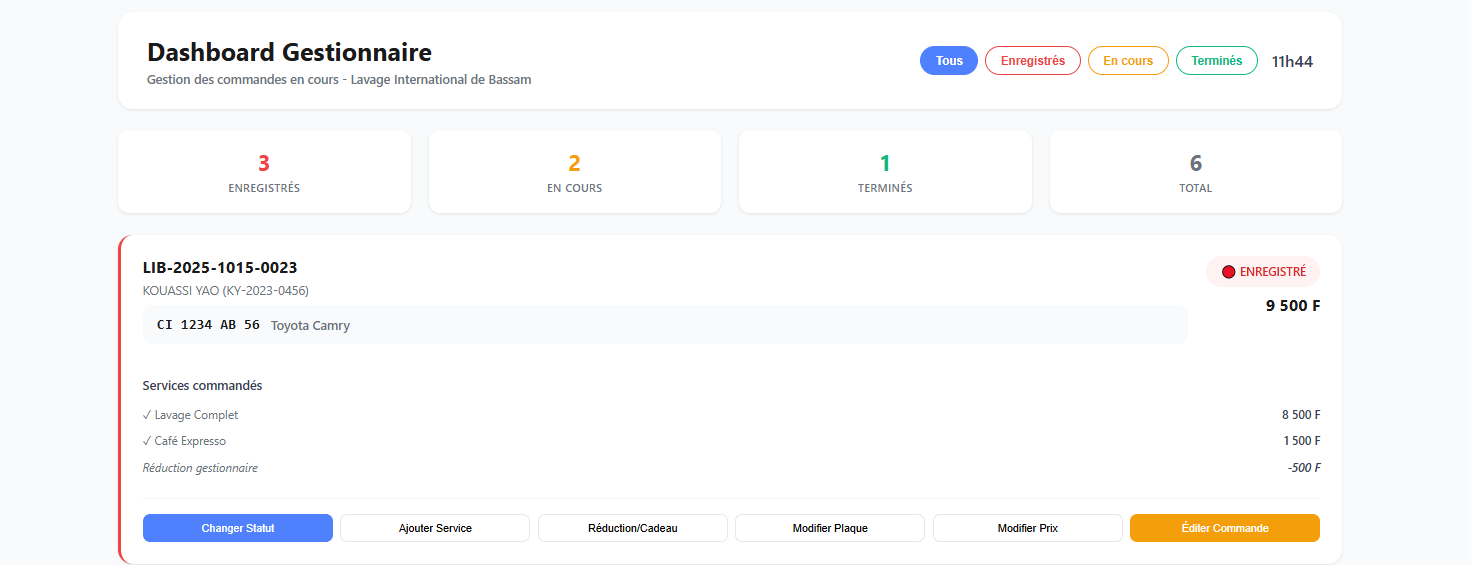 Dashboard Gestionnaire
Gestion des commandes en cours - Lavage International de Bassam
Tous Enregistrés En cours Terminés 11h44
3 2 1 6
ENREGISTRÉS EN COURS TERMINÉS TOTAL
LIB-2025-1015-0023
ENREGISTRÉ
KOUASSI YAO (KY-2023-0456)
9 500 F
CI 1234 AB 56 Toyota Camry
Services commandés
✓ Lavage Complet 8 500 F
✓ Café Expresso 1 500 F
Réduction gestionnaire -500 F
Changer Statut Ajouter Service Réduction/Cadeau Modifier Plaque Modifier Prix Éditer Commande